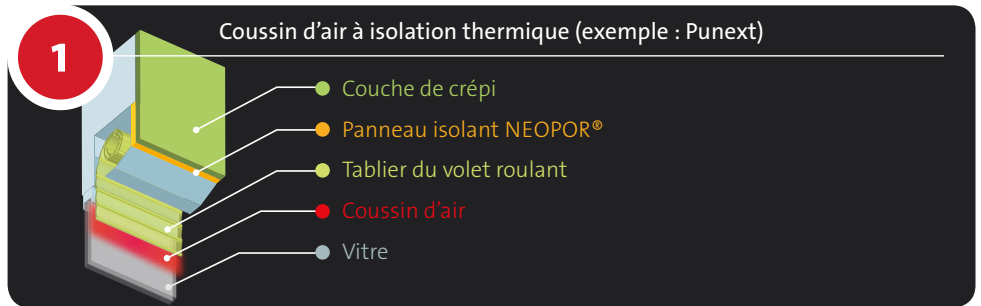 1
Coussin d'air à isolation thermique (exemple : Punext)
Couche de crépi
Panneau isolant NEOPOR®
Tablier du volet roulant
Coussin d'air
Vitre